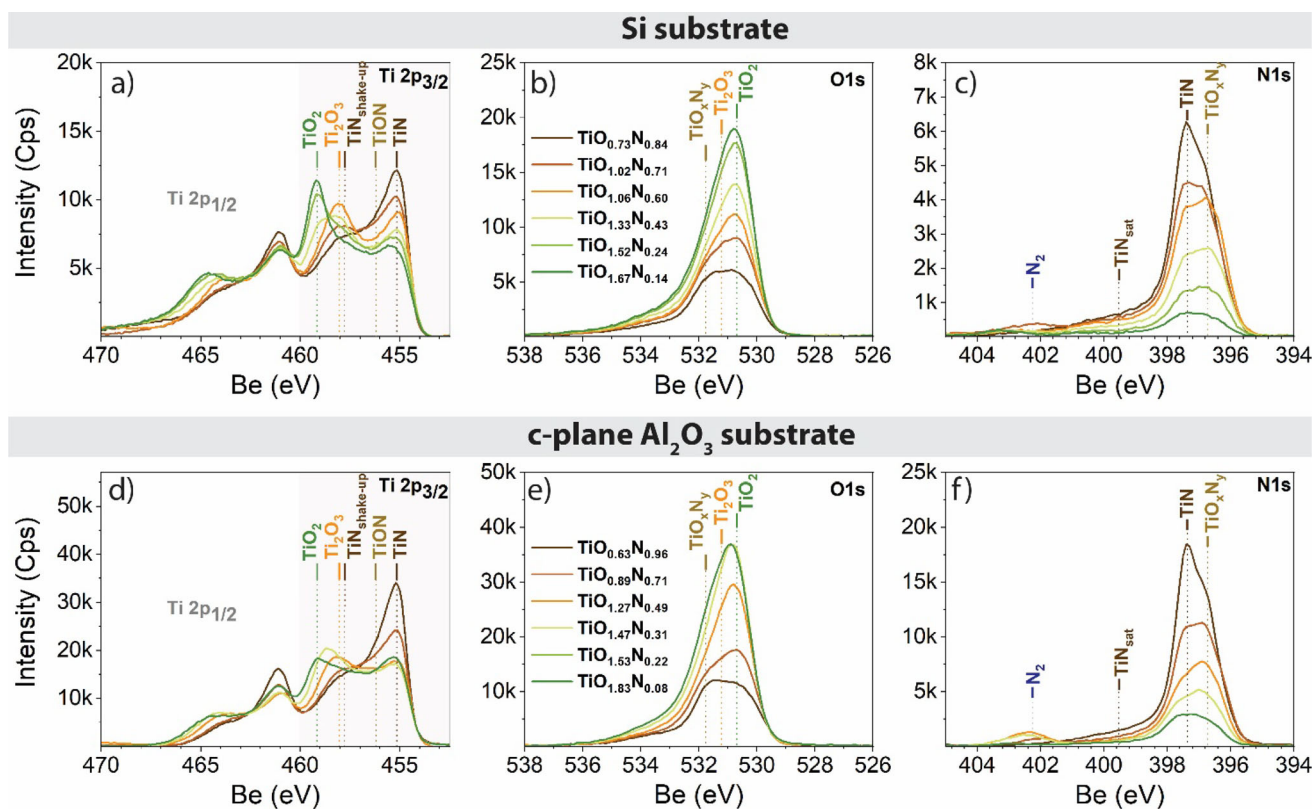 Si substrate
a)
Ti 2p3/2
TiO2
Ti2O3
TiNshake-up
TiON
TiN
Ti 2p1/2
Intensity (Cps)
20k
15k
10k
5k
470
465
460
455
Be (eV)
b)
O1s
TiOxNy
Ti2O3
TiO2
TiO0.73N0.84
TiO1.02N0.71
TiO1.06N0.60
TiO1.33N0.43
TiO1.52N0.24
TiO1.67N0.14
25k
20k
15k
10k
5k
538
536
534
532
530
528
526
Be (eV)
c)
N1s
N2
TiNsat
TiN
TiOxNy
8k
7k
6k
5k
4k
3k
2k
1k
404
402
400
398
396
394
Be (eV)
c-plane Al2O3 substrate
d)
Ti 2p3/2
TiO2
Ti2O3
TiNshake-up
TiON
TiN
Ti 2p1/2
Intensity (Cps)
50k
40k
30k
20k
10k
470
465
460
455
Be (eV)
e)
O1s
TiOxNy
Ti2O3
TiO2
TiO0.63N0.96
TiO0.89N0.71
TiO1.27N0.49
TiO1.47N0.31
TiO1.53N0.22
TiO1.83N0.08
50k
40k
30k
20k
10k
538
536
534
532
530
528
526
Be (eV)
f)
N1s
N2
TiNsat
TiN
TiOxNy
25k
20k
15k
10k
5k
404
402
400
398
396
394
Be (eV)